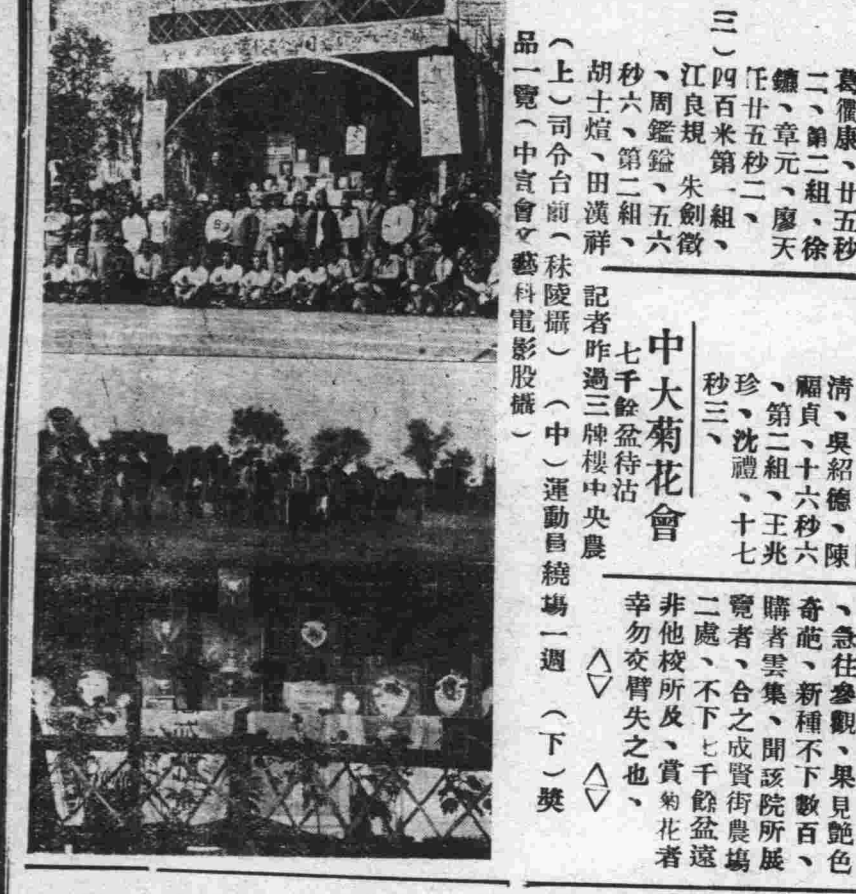 葛衢康、廿五秒
二、第二組、徐
鏞、章元、廖天
任廿五秒二、
三）四百米第一組、
江良規　朱劍徵
、周鑑鎰、五六
秒六、第二組、
胡士煊、田漢祥
清、吳紹德、陳
福貞、十六秒六
、第二組、王兆
珍、沈禮、十七
秒三、
中大菊花會
七千餘盆待沽
記者昨過三牌樓中央農
、急往參觀、果見艷色
奇葩、新種不下數百、
購者雲集、聞該院所展
覽者、合之成賢街農塲
二處、不下七千餘盆遠
非他校所及、賞菊花者
幸勿交臂失之也、
（上）司令台前（秣陵攝）（中）運動員繞塲一週（下）獎
品一覽（中宣會文藝科電影股攝）